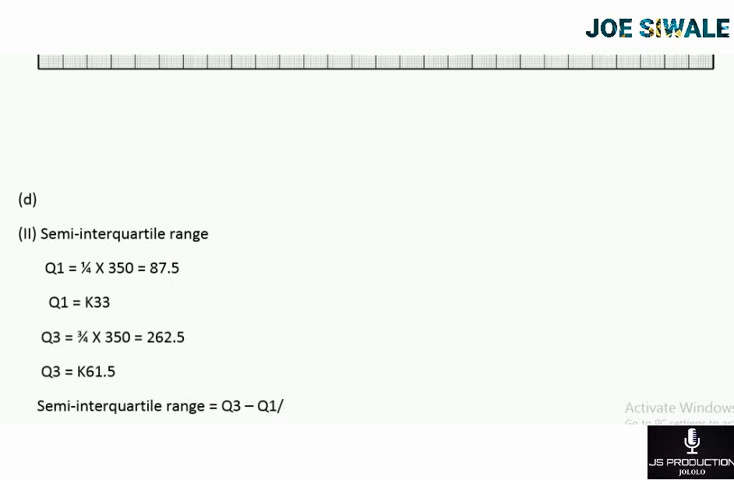 JOE SIWALE
(d)
(II) Semi-interquartile range
Q1 = ¼ X 350 = 87.5
Q1 = K33
Q3 = ¾ X 350 = 262.5
Q3 = K61.5
Semi-interquartile range = Q3 – Q1/
Activate Windows
JS PRODUCTION
JOLOLO